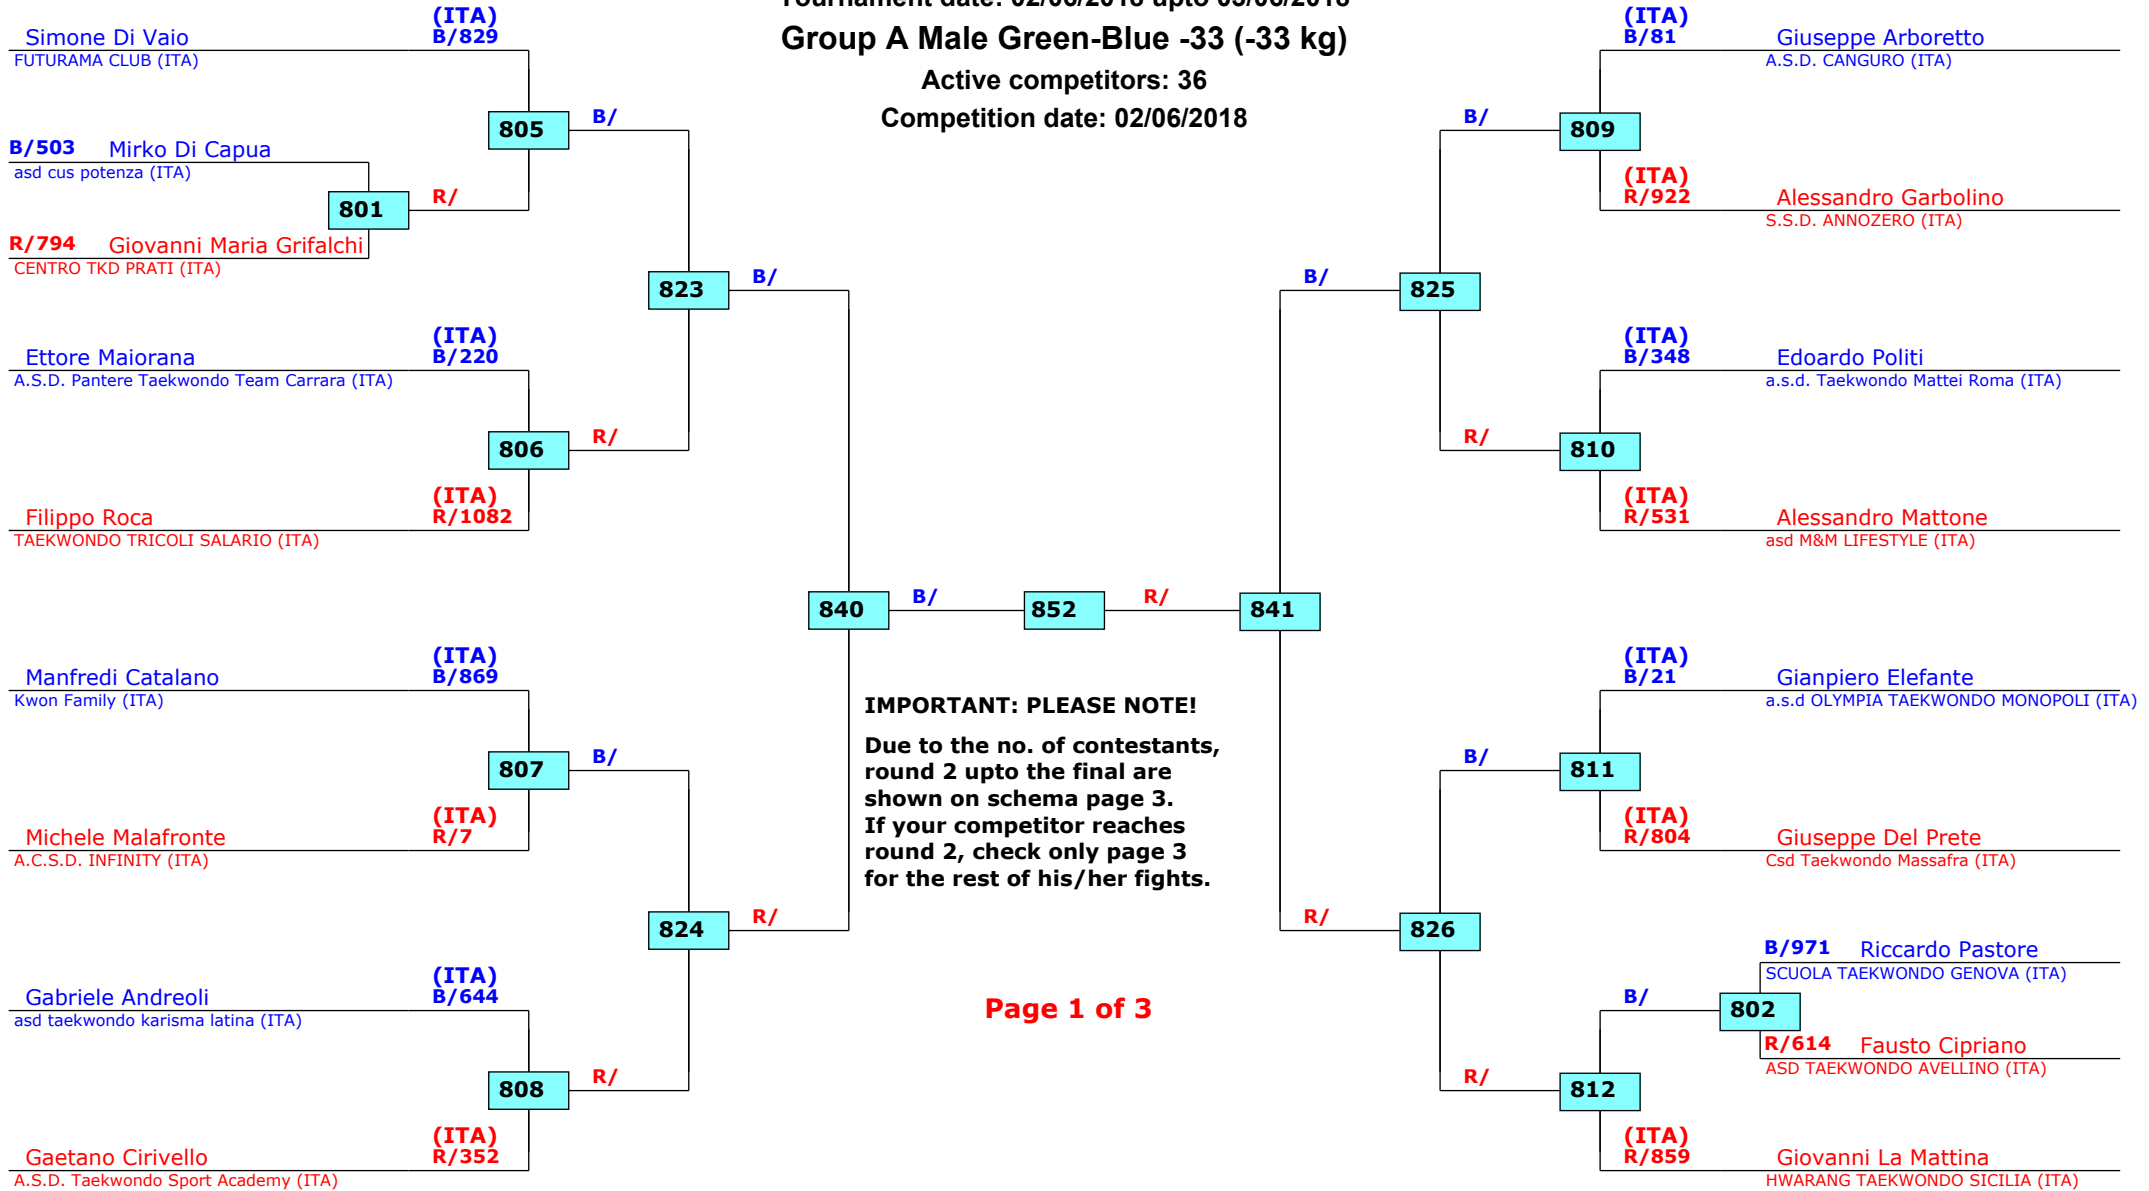 Tournament date: 02/06/2018 upto 03/06/2018
Group A Male Green-Blue -33 (-33 kg)
Active competitors: 36
Competition date: 02/06/2018
(ITA)
Simone Di Vaio B/829
FUTURAMA CLUB (ITA)
805 B/
B/503 Mirko Di Capua
asd cus potenza (ITA)
801 R/
R/794 Giovanni Maria Grifalchi
CENTRO TKD PRATI (ITA)
823 B/
(ITA)
Ettore Maiorana B/220
A.S.D. Pantere Taekwondo Team Carrara (ITA)
806 R/
(ITA)
Filippo Roca R/1082
TAEKWONDO TRICOLI SALARIO (ITA)
840 B/ 852 R/ 841
(ITA)
Manfredi Catalano B/869
Kwon Family (ITA)
807 B/
(ITA)
Michele Malafronte R/7
A.C.S.D. INFINITY (ITA)
824 R/
(ITA)
Gabriele Andreoli B/644
asd taekwondo karisma latina (ITA)
808 R/
(ITA)
Gaetano Cirivello R/352
A.S.D. Taekwondo Sport Academy (ITA)
IMPORTANT: PLEASE NOTE!
Due to the no. of contestants,
round 2 upto the final are
shown on schema page 3.
If your competitor reaches
round 2, check only page 3
for the rest of his/her fights.
Page 1 of 3
(ITA)
B/81 Giuseppe Arboretto
A.S.D. CANGURO (ITA)
B/ 809
(ITA)
R/922 Alessandro Garbolino
S.S.D. ANNOZERO (ITA)
B/ 825
(ITA)
B/348 Edoardo Politi
a.s.d. Taekwondo Mattei Roma (ITA)
R/ 810
(ITA)
R/531 Alessandro Mattone
asd M&M LIFESTYLE (ITA)
(ITA)
B/21 Gianpiero Elefante
a.s.d OLYMPIA TAEKWONDO MONOPOLI (ITA)
B/ 811
(ITA)
R/804 Giuseppe Del Prete
Csd Taekwondo Massafra (ITA)
R/ 826
B/971 Riccardo Pastore
SCUOLA TAEKWONDO GENOVA (ITA)
B/ 802
R/614 Fausto Cipriano
ASD TAEKWONDO AVELLINO (ITA)
R/ 812
(ITA)
R/859 Giovanni La Mattina
HWARANG TAEKWONDO SICILIA (ITA)